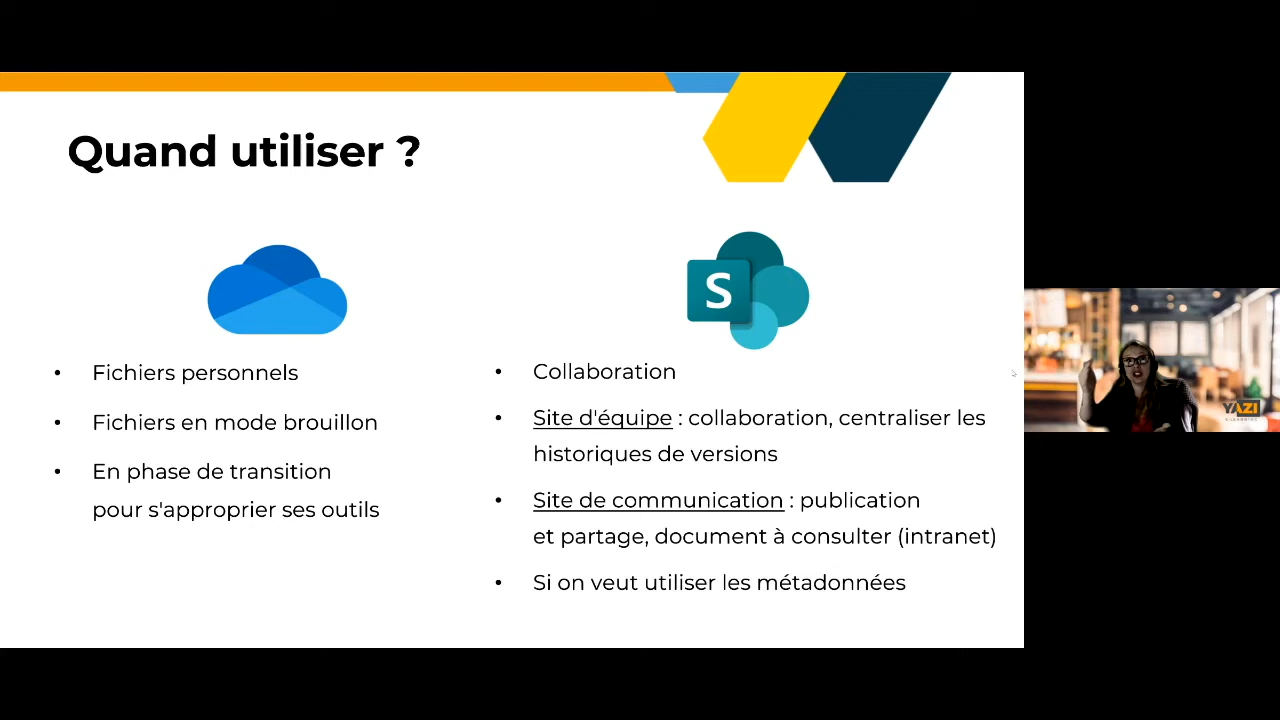 Quand utiliser ?
S
Fichiers personnels
Fichiers en mode brouillon
En phase de transition
pour s'approprier ses outils
Collaboration
Site d'équipe : collaboration, centraliser les
historiques de versions
Site de communication : publication
et partage, document à consulter (intranet)
Si on veut utiliser les métadonnées
YAZI
E-LEARNING